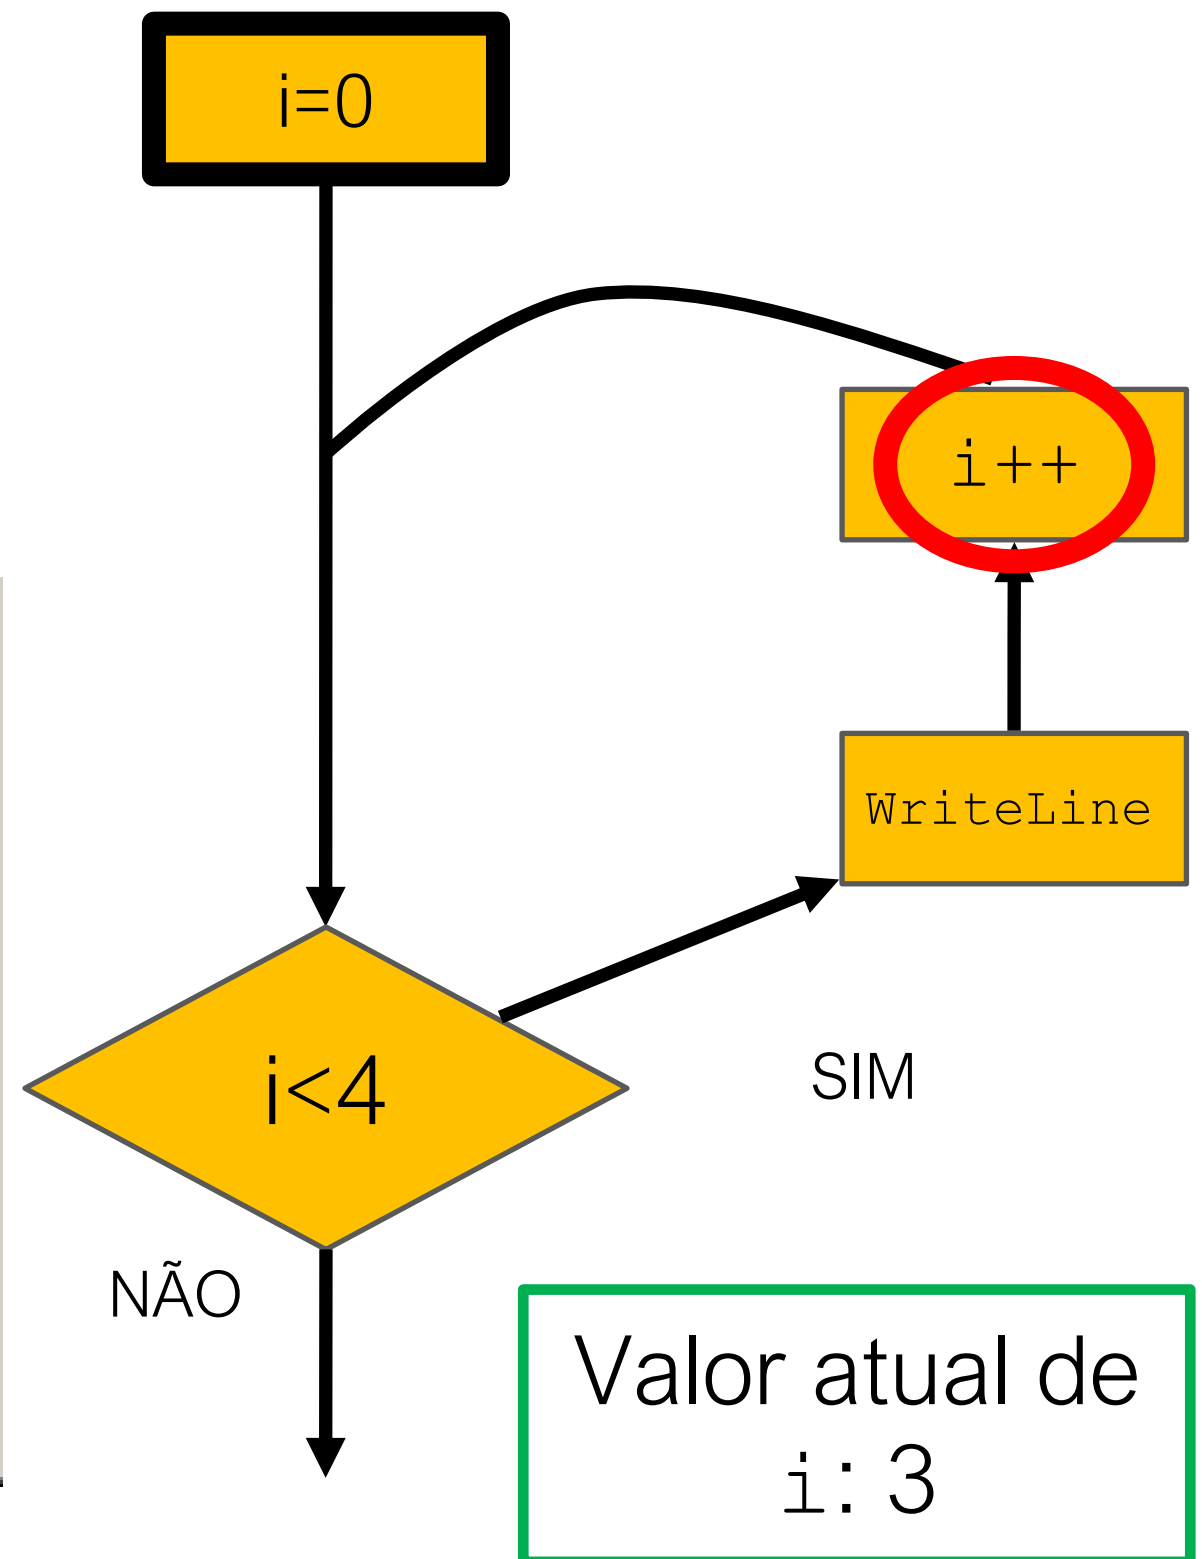 i=0
i++
WriteLine
i<4
SIM
NÃO
Valor atual de
i: 3